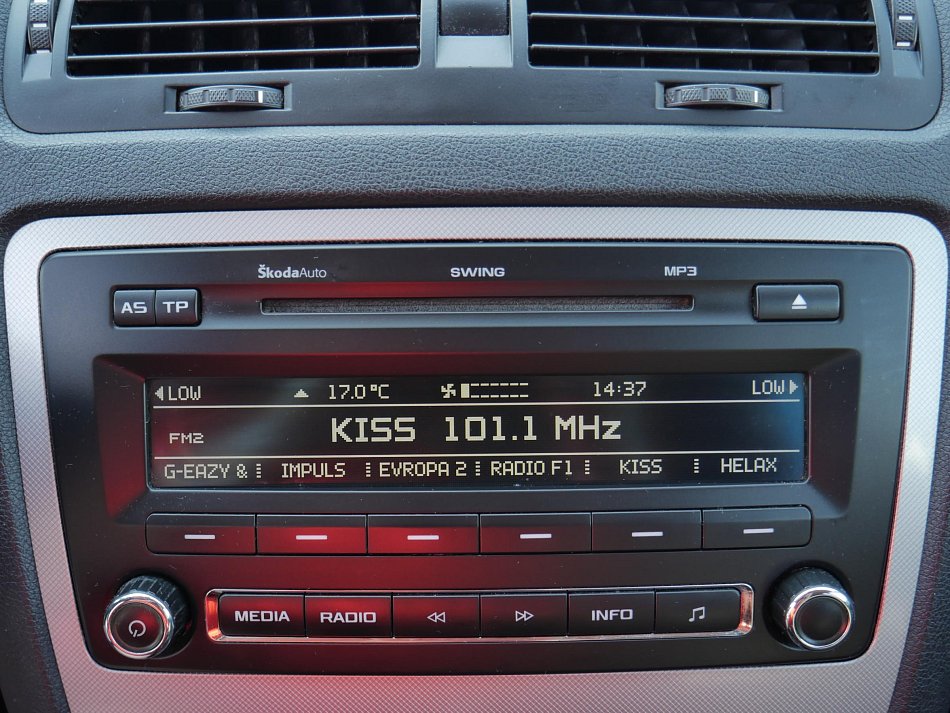 ŠkodaAuto SWING MP3
AS TP
LOW 17.0°C 14:37 LOW
KISS 101.1 MHz
FM2
G-EAZY & IMPULS EVROPA 2 RADIO F1 KISS HELAX
MEDIA RADIO INFO